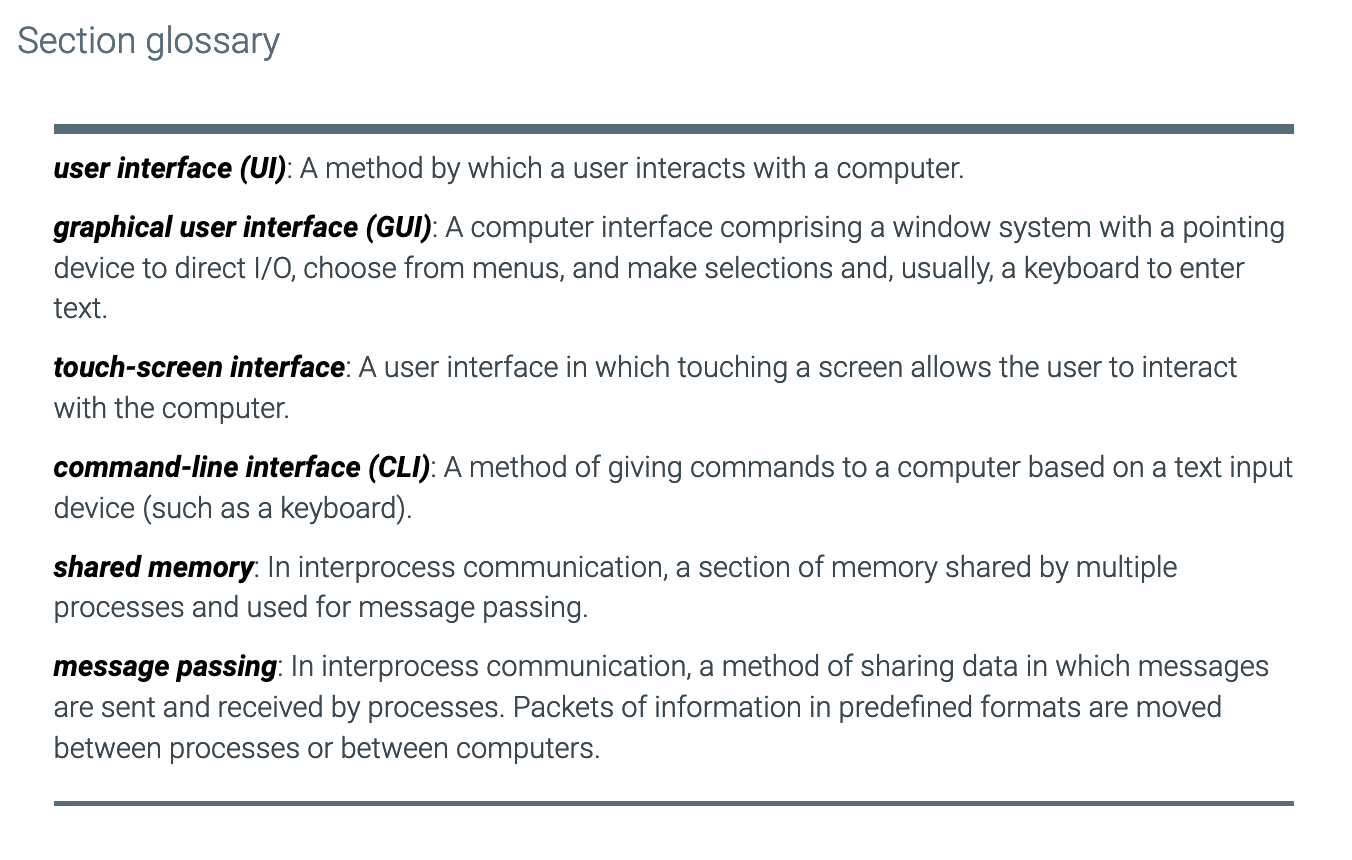 Section glossary
user interface (UI): A method by which a user interacts with a computer.
graphical user interface (GUI): A computer interface comprising a window system with a pointing
device to direct I/O, choose from menus, and make selections and, usually, a keyboard to enter
text.
touch-screen interface: A user interface in which touching a screen allows the user to interact
with the computer.
command-line interface (CLI): A method of giving commands to a computer based on a text input
device (such as a keyboard).
shared memory: In interprocess communication, a section of memory shared by multiple
processes and used for message passing.
message passing: In interprocess communication, a method of sharing data in which messages
are sent and received by processes. Packets of information in predefined formats are moved
between processes or between computers.